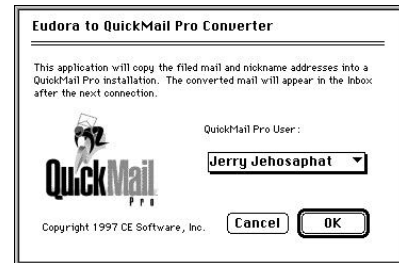 Eudora to QuickMail Pro Converter
This application will copy the filed mail and nickname addresses into a
QuickMail Pro installation. The converted mail will appear in the Inbox
after the next connection.
QuickMail Pro User:
Jerry Jehosaphat
QuickMail
Pro
Copyright 1997 CE Software, Inc.
Cancel
OK